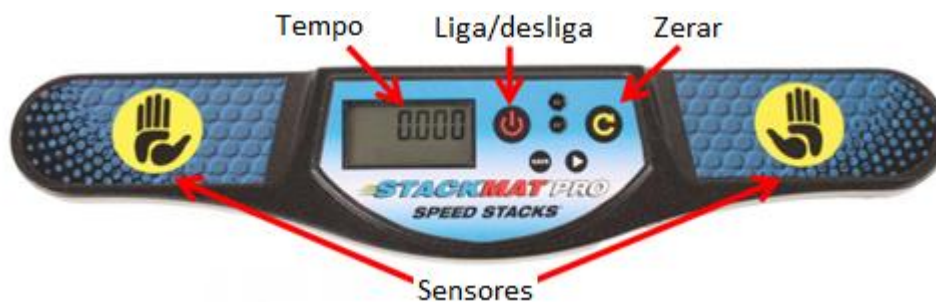 Tempo
Liga/desliga
Zerar
0.000
C
STACKMAT PRO
SPEED STACKS
Sensores